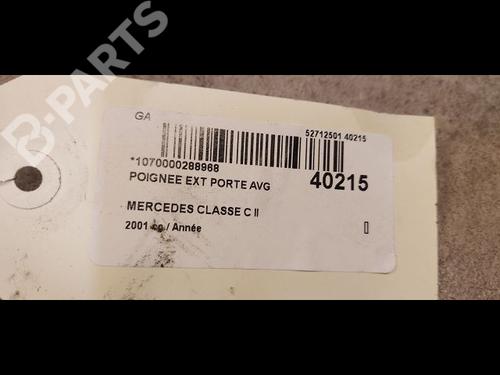 B-PARTS
GA
52712501 40215
*1070000288968
POIGNEE EXT PORTE AVG
40215
MERCEDES CLASSE C II
2001 cc / Année